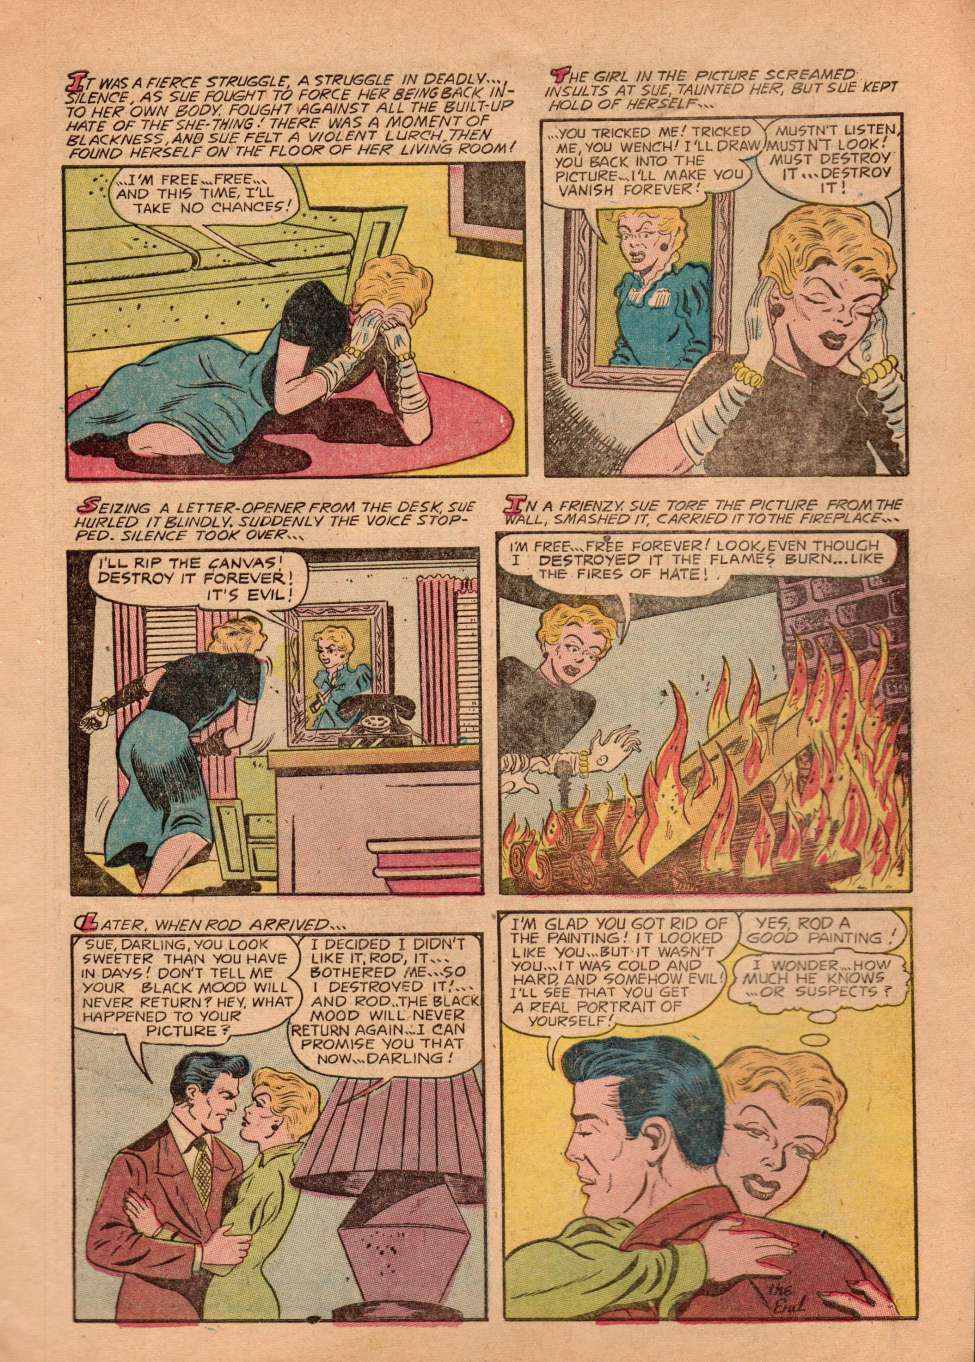 IT WAS A FIERCE STRUGGLE, A STRUGGLE IN DEADLY...,
SILENCE, AS SUE FOUGHT TO FORCE HER BEING BACK IN-
TO HER OWN BODY, FOUGHT AGAINST ALL THE BUILT-UP
HATE OF THE SHE-THING! THERE WAS A MOMENT OF
BLACKNESS, AND SUE FELT A VIOLENT LURCH, THEN
FOUND HERSELF ON THE FLOOR OF HER LIVING ROOM!
...I'M FREE...FREE...
AND THIS TIME, I'LL
TAKE NO CHANCES!
THE GIRL IN THE PICTURE SCREAMED
INSULTS AT SUE, TAUNTED HER, BUT SUE KEPT
HOLD OF HERSELF...
...YOU TRICKED ME! TRICKED
ME, YOU WENCH! I'LL DRAW
YOU BACK INTO THE
PICTURE...I'LL MAKE YOU
VANISH FOREVER!
MUSTN'T LISTEN,
MUSTN'T LOOK!
MUST DESTROY
IT...DESTROY
IT!
SEIZING A LETTER-OPENER FROM THE DESK, SUE
HURLED IT BLINDLY. SUDDENLY THE VOICE STOP-
PED. SILENCE TOOK OVER...
I'LL RIP THE CANVAS!
DESTROY IT FOREVER!
IT'S EVIL!
IN A FRIENZY SUE TORE THE PICTURE FROM THE
WALL, SMASHED IT, CARRIED IT TO THE FIREPLACE...
I'M FREE...FREE FOREVER! LOOK, EVEN THOUGH
I DESTROYED IT THE FLAMES BURN...LIKE
THE FIRES OF HATE!
LATER, WHEN ROD ARRIVED...
SUE, DARLING, YOU LOOK
SWEETER THAN YOU HAVE
IN DAYS! DON'T TELL ME
YOUR BLACK MOOD WILL
NEVER RETURN? HEY, WHAT
HAPPENED TO YOUR
PICTURE?
I DECIDED I DIDN'T
LIKE IT, ROD, IT...
BOTHERED ME...SO
I DESTROYED IT!...
AND ROD...THE BLACK
MOOD WILL NEVER
RETURN AGAIN...I CAN
PROMISE YOU THAT
NOW...DARLING!
I'M GLAD YOU GOT RID OF
THE PAINTING! IT LOOKED
LIKE YOU...BUT IT WASN'T
YOU...IT WAS COLD AND
HARD, AND SOMEHOW EVIL!
I'LL SEE THAT YOU GET
A REAL PORTRAIT OF
YOURSELF!
YES, ROD A
GOOD PAINTING!
I WONDER...HOW
MUCH HE KNOWS
...OR SUSPECTS?
the
End.